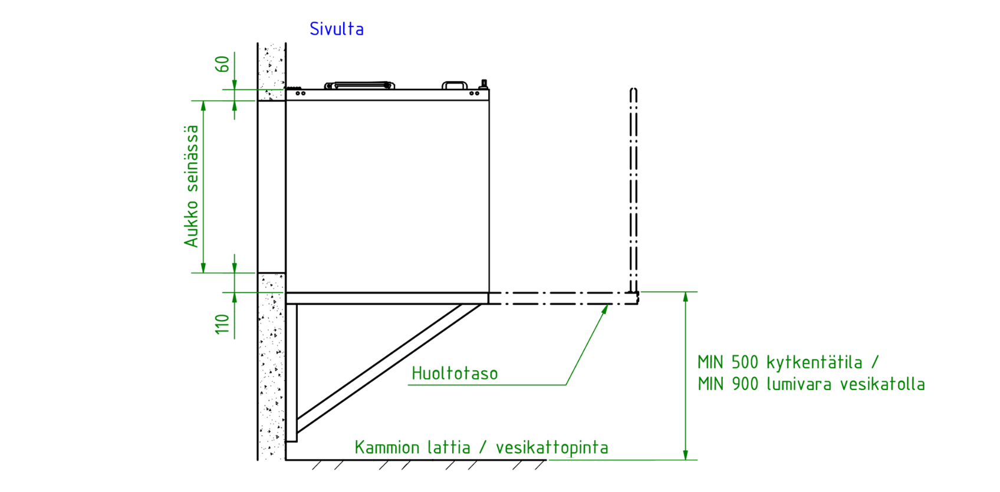 Sivulta
60
Aukko seinässä
110
Huoltotaso
MIN 500 kytkentätila /
MIN 900 lumivara vesikatolla
Kammion lattia / vesikattopinta